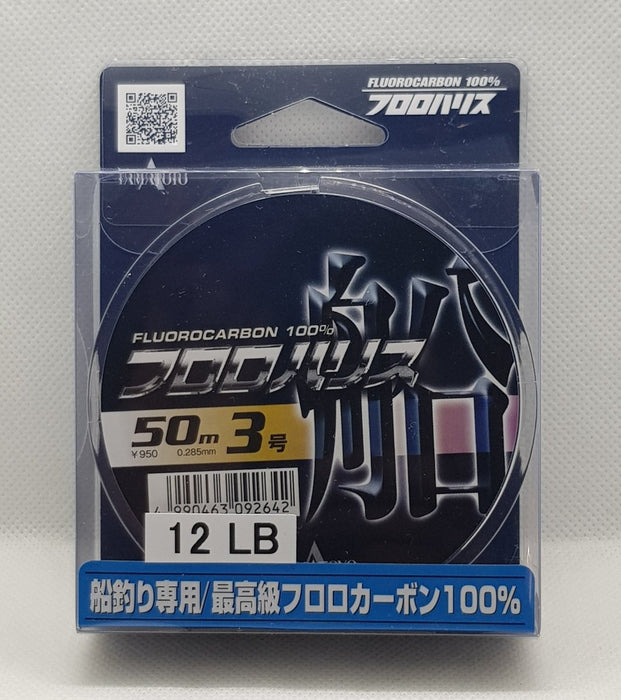 FLUOROCARBON 100%
フロロハリス
YAMATOYO
船
FLUOROCARBON 100%
フロロハリス
50m 3号
¥950 0.285mm
4 990463 092642
12 LB
船釣り専用/最高級フロロカーボン100%